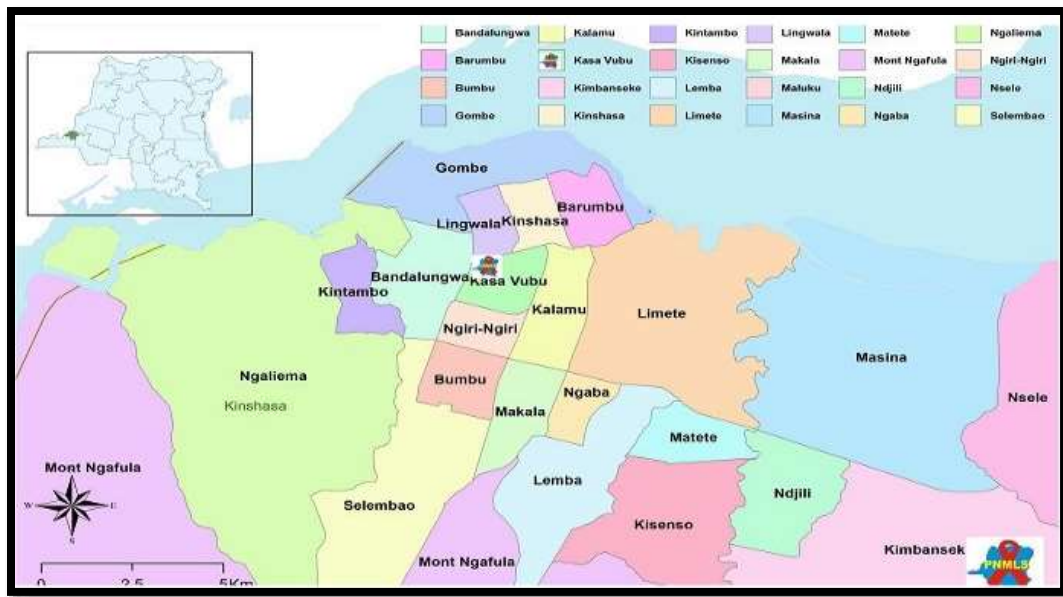 Bandalungwa Kalamu Kintambo Lingwala Matete Ngaliema
Barumbu Kasa Vubu Kisenso Makala Mont Ngafula Ngiri-Ngiri
Bumbu Kimbanseke Lemba Maluku Ndjili Nsele
Gombe Kinshasa Limete Masina Ngaba Selembao
Gombe
Barumbu
Lingwala Kinshasa
Bandalungwa Kasa Vubu
Kintambo
Kalamu
Limete
Ngiri-Ngiri
Masina
Ngaliema
Bumbu
Ngaba
Nsele
Kinshasa
Makala
Matete
Mont Ngafula
Lemba
Ndjili
W E
S
Selembao
Kisenso
Mont Ngafula
Kimbansek
PNMLS
0 2.5 5Km